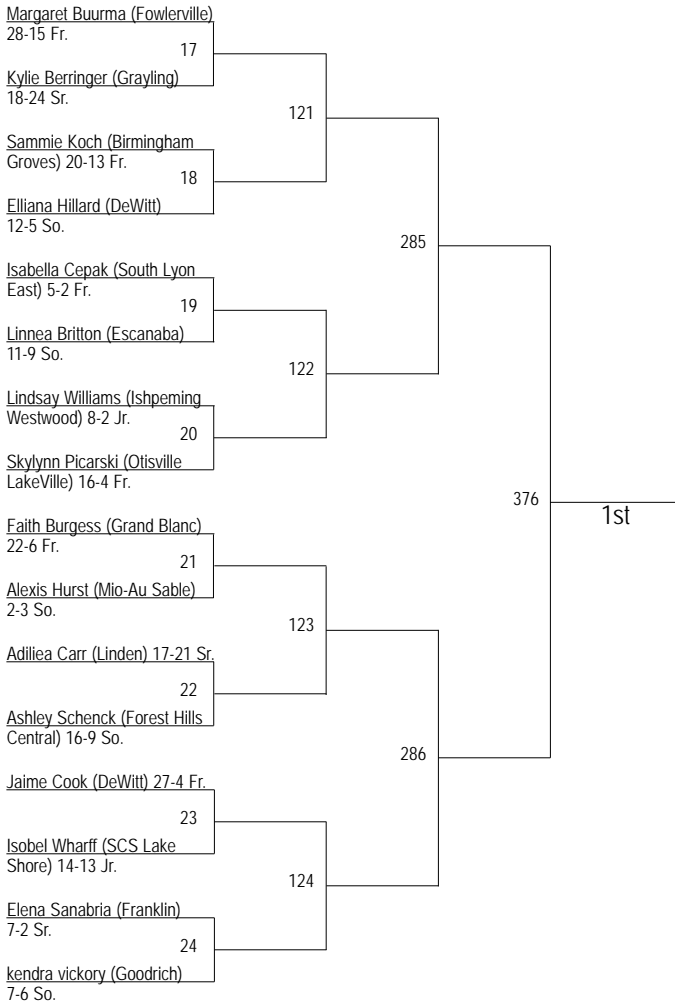 Margaret Buurma (Fowlerville)
28-15 Fr.
17
Kylie Berringer (Grayling)
18-24 Sr.
121
Sammie Koch (Birmingham
Groves) 20-13 Fr.
18
Elliana Hillard (DeWitt)
12-5 So.
285
Isabella Cepak (South Lyon
East) 5-2 Fr.
19
Linnea Britton (Escanaba)
11-9 So.
122
Lindsay Williams (Ishpeming
Westwood) 8-2 Jr.
20
Skylynn Picarski (Otisville
LakeVille) 16-4 Fr.
376
1st
Faith Burgess (Grand Blanc)
22-6 Fr.
21
Alexis Hurst (Mio-Au Sable)
2-3 So.
123
Adiliea Carr (Linden) 17-21 Sr.
22
Ashley Schenck (Forest Hills
Central) 16-9 So.
286
Jaime Cook (DeWitt) 27-4 Fr.
23
Isobel Wharff (SCS Lake
Shore) 14-13 Jr.
124
Elena Sanabria (Franklin)
7-2 Sr.
24
kendra vickory (Goodrich)
7-6 So.